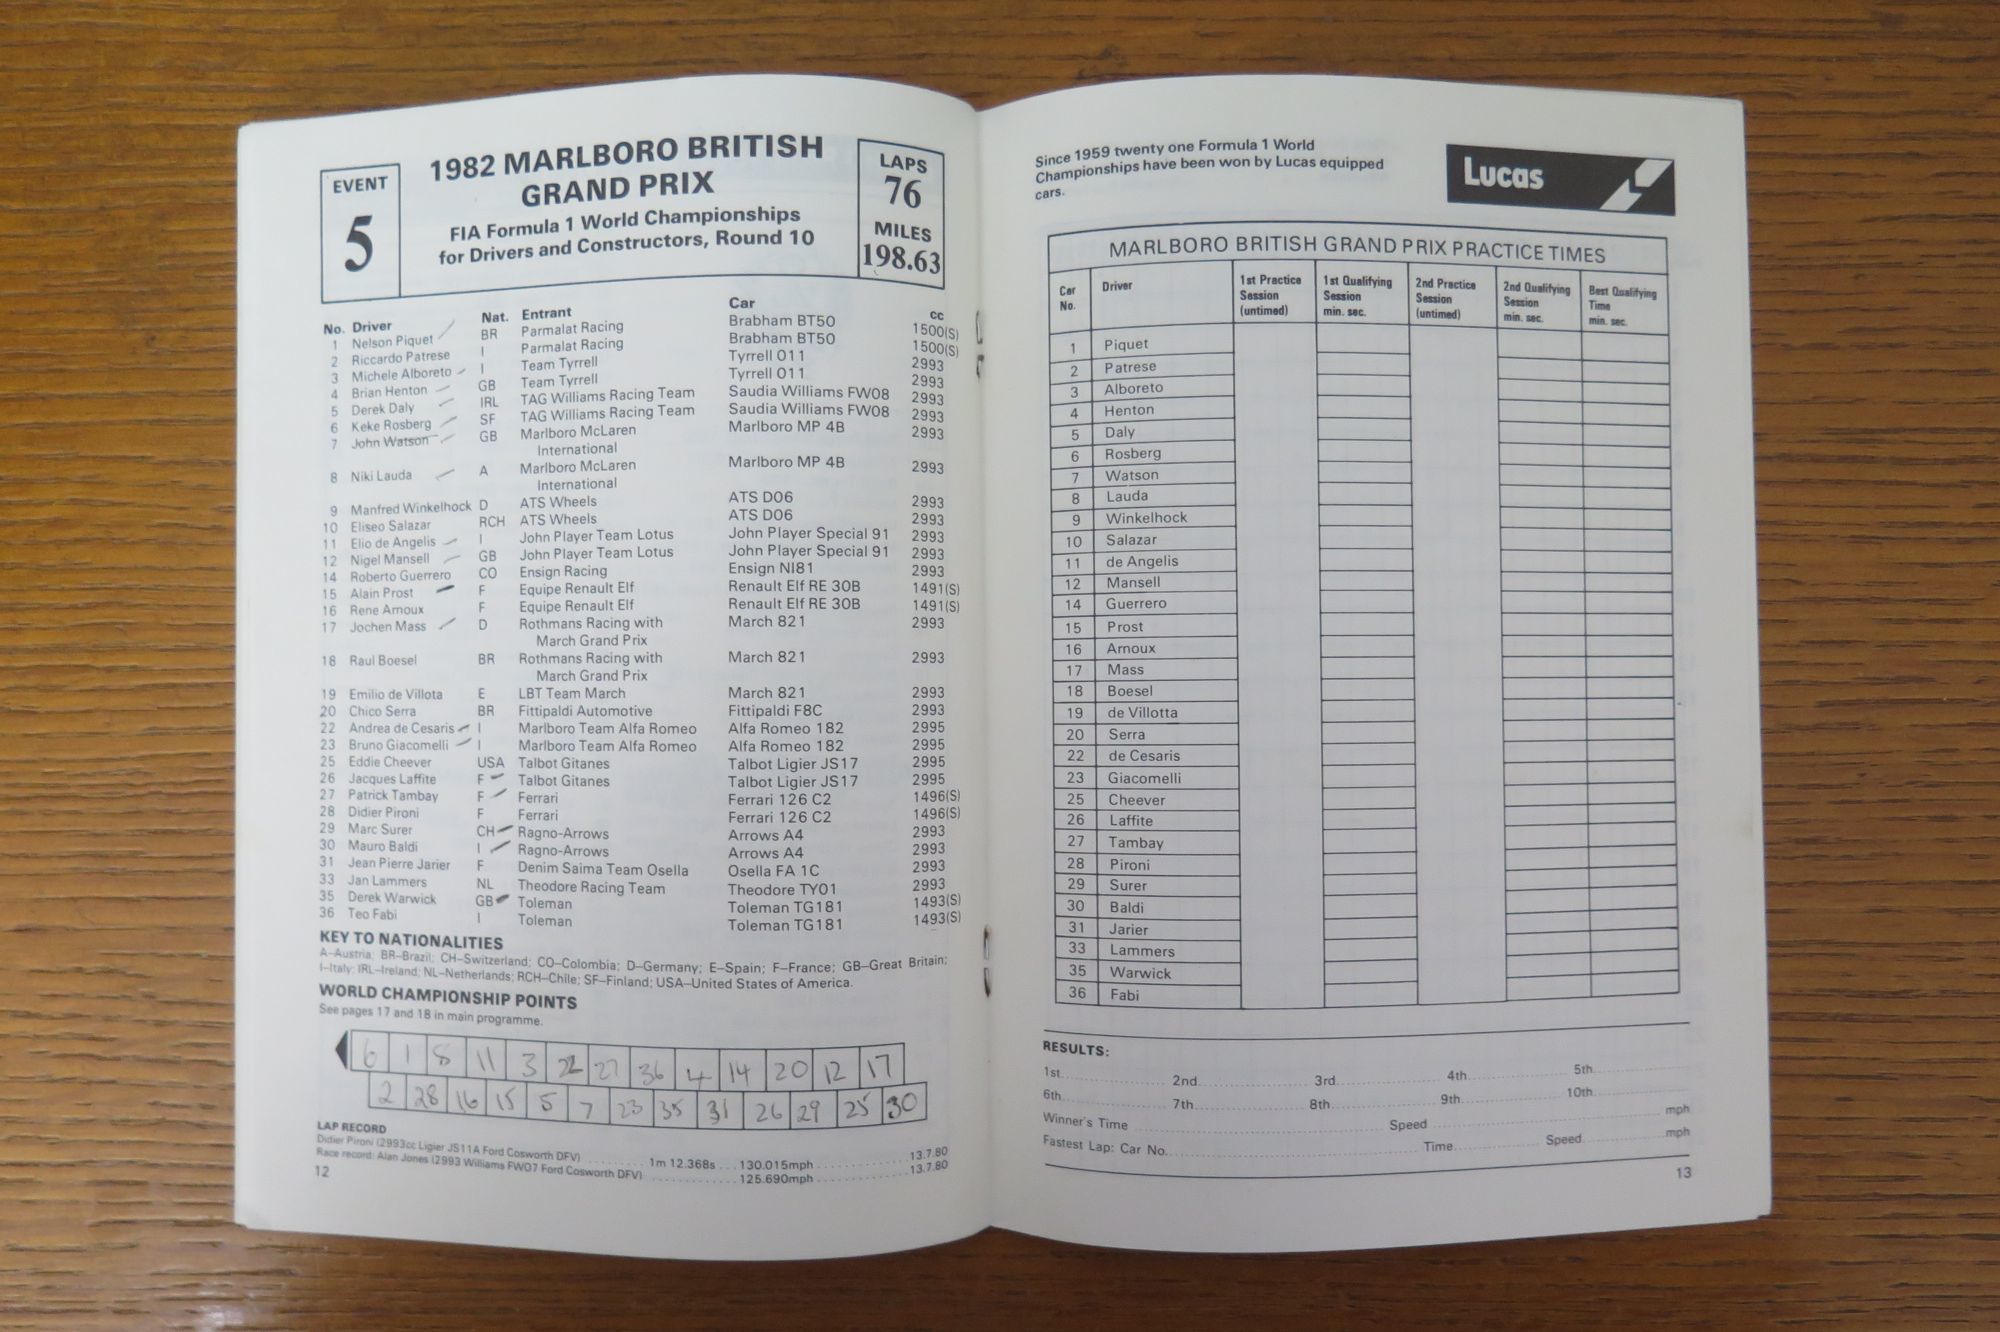 EVENT
5
1982 MARLBORO BRITISH
GRAND PRIX
FIA Formula 1 World Championships
for Drivers and Constructors, Round 10
LAPS
76
MILES
198.63
No. Driver Nat. Entrant Car cc
1 Nelson Piquet BR Parmalat Racing Brabham BT50 1500(S)
2 Riccardo Patrese I Parmalat Racing Brabham BT50 1500(S)
3 Michele Alboreto I Team Tyrrell Tyrrell 011 2993
4 Brian Henton GB Team Tyrrell Tyrrell 011 2993
5 Derek Daly IRL TAG Williams Racing Team Saudia Williams FW08 2993
6 Keke Rosberg SF TAG Williams Racing Team Saudia Williams FW08 2993
7 John Watson GB Marlboro McLaren Marlboro MP 4B 2993
International
8 Niki Lauda A Marlboro McLaren Marlboro MP 4B 2993
International
9 Manfred Winkelhock D ATS Wheels ATS D06 2993
10 Eliseo Salazar RCH ATS Wheels ATS D06 2993
11 Elio de Angelis I John Player Team Lotus John Player Special 91 2993
12 Nigel Mansell GB John Player Team Lotus John Player Special 91 2993
14 Roberto Guerrero CO Ensign Racing Ensign NI81 2993
15 Alain Prost F Equipe Renault Elf Renault Elf RE 30B 1491(S)
16 Rene Arnoux F Equipe Renault Elf Renault Elf RE 30B 1491(S)
17 Jochen Mass D Rothmans Racing with March 821 2993
March Grand Prix
18 Raul Boesel BR Rothmans Racing with March 821 2993
March Grand Prix
19 Emilio de Villota E LBT Team March March 821 2993
20 Chico Serra BR Fittipaldi Automotive Fittipaldi F8C 2993
22 Andrea de Cesaris I Marlboro Team Alfa Romeo Alfa Romeo 182 2995
23 Bruno Giacomelli I Marlboro Team Alfa Romeo Alfa Romeo 182 2995
25 Eddie Cheever USA Talbot Gitanes Talbot Ligier JS17 2995
26 Jacques Laffite F Talbot Gitanes Talbot Ligier JS17 2995
27 Patrick Tambay F Ferrari Ferrari 126 C2 1496(S)
28 Didier Pironi F Ferrari Ferrari 126 C2 1496(S)
29 Marc Surer CH Ragno-Arrows Arrows A4 2993
30 Mauro Baldi I Ragno-Arrows Arrows A4 2993
31 Jean Pierre Jarier F Denim Saima Team Osella Osella FA 1C 2993
33 Jan Lammers NL Theodore Racing Team Theodore TY01 2993
35 Derek Warwick GB Toleman Toleman TG181 1493(S)
36 Teo Fabi I Toleman Toleman TG181 1493(S)
KEY TO NATIONALITIES
A–Austria; BR–Brazil; CH–Switzerland; CO–Colombia; D–Germany; E–Spain; F–France; GB–Great Britain;
I–Italy; IRL–Ireland; NL–Netherlands; RCH–Chile; SF–Finland; USA–United States of America.
WORLD CHAMPIONSHIP POINTS
See pages 17 and 18 in main programme.
6 1 8 11 3 22 27 36 4 14 20 12 17
2 28 16 15 5 7 23 35 31 26 29 25 30
LAP RECORD
Didier Pironi (2993cc Ligier JS11A Ford Cosworth DFV) 1m 12.368s 130.015mph 13.7.80
Race record: Alan Jones (2993 Williams FW07 Ford Cosworth DFV) 125.690mph 13.7.80
12
Since 1959 twenty one Formula 1 World
Championships have been won by Lucas equipped
cars.
Lucas
MARLBORO BRITISH GRAND PRIX PRACTICE TIMES
Car No. Driver 1st Practice Session (untimed) 1st Qualifying Session min. sec. 2nd Practice Session (untimed) 2nd Qualifying Session min. sec. Best Qualifying Time min. sec.
1 Piquet
2 Patrese
3 Alboreto
4 Henton
5 Daly
6 Rosberg
7 Watson
8 Lauda
9 Winkelhock
10 Salazar
11 de Angelis
12 Mansell
14 Guerrero
15 Prost
16 Arnoux
17 Mass
18 Boesel
19 de Villotta
20 Serra
22 de Cesaris
23 Giacomelli
25 Cheever
26 Laffite
27 Tambay
28 Pironi
29 Surer
30 Baldi
31 Jarier
33 Lammers
35 Warwick
36 Fabi
RESULTS:
1st 2nd 3rd 4th 5th
6th 7th 8th 9th 10th
Winner's Time Speed mph
Fastest Lap: Car No. Time Speed mph
13